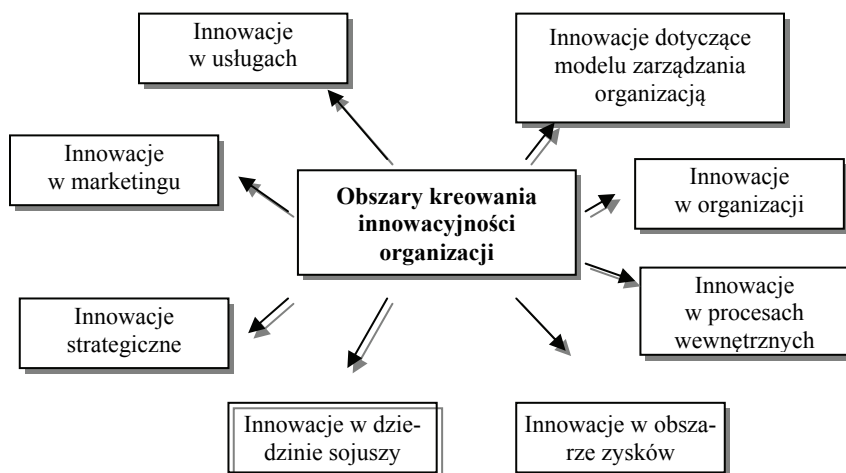 Innowacje
w usługach
Innowacje dotyczące
modelu zarządzania
organizacją
Innowacje
w marketingu
Obszary kreowania
innowacyjności
organizacji
Innowacje
w organizacji
Innowacje
strategiczne
Innowacje
w procesach
wewnętrznych
Innowacje w dzie-
dzinie sojuszy
Innowacje w obsza-
rze zysków